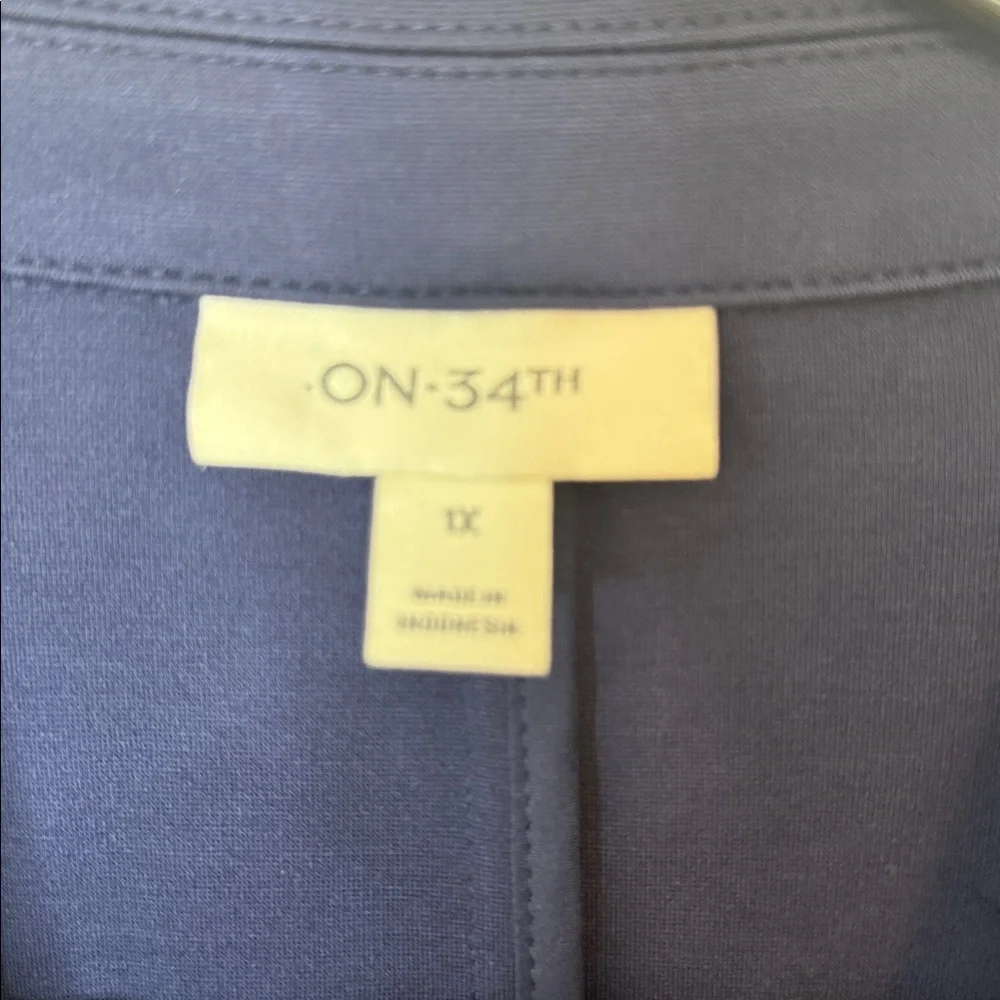 ·ON·34TH
1X
MADE IN
INDONESIA